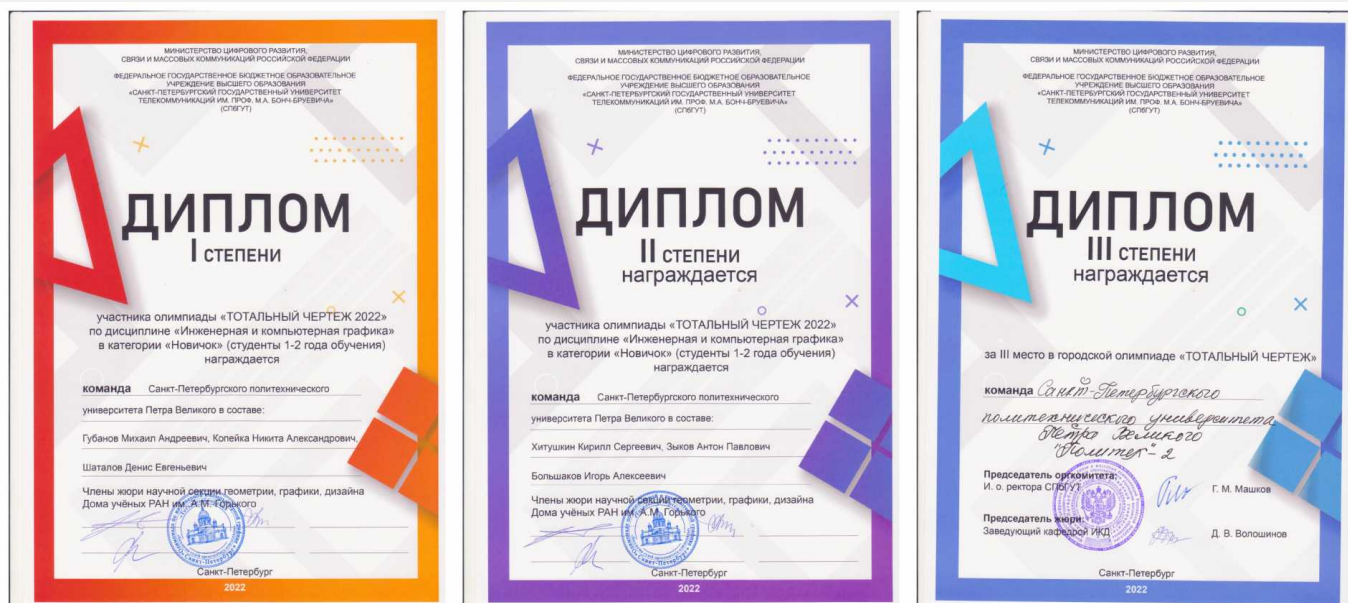 МИНИСТЕРСТВО ЦИФРОВОГО РАЗВИТИЯ,
СВЯЗИ И МАССОВЫХ КОММУНИКАЦИЙ РОССИЙСКОЙ ФЕДЕРАЦИИ
ФЕДЕРАЛЬНОЕ ГОСУДАРСТВЕННОЕ БЮДЖЕТНОЕ ОБРАЗОВАТЕЛЬНОЕ
УЧРЕЖДЕНИЕ ВЫСШЕГО ОБРАЗОВАНИЯ
«САНКТ-ПЕТЕРБУРГСКИЙ ГОСУДАРСТВЕННЫЙ УНИВЕРСИТЕТ
ТЕЛЕКОММУНИКАЦИЙ ИМ. ПРОФ. М.А. БОНЧ-БРУЕВИЧА»
(СПбГУТ)
ДИПЛОМ
I СТЕПЕНИ
участника олимпиады «ТОТАЛЬНЫЙ ЧЕРТЕЖ 2022»
по дисциплине «Инженерная и компьютерная графика»
в категории «Новичок» (студенты 1-2 года обучения)
награждается
команда Санкт-Петербургского политехнического
университета Петра Великого в составе:
Губанов Михаил Андреевич, Копейка Никита Александрович,
Шаталов Денис Евгеньевич
Члены жюри научной секции геометрии, графики, дизайна
Дома учёных РАН им. А.М. Горького
Санкт-Петербург
2022
МИНИСТЕРСТВО ЦИФРОВОГО РАЗВИТИЯ,
СВЯЗИ И МАССОВЫХ КОММУНИКАЦИЙ РОССИЙСКОЙ ФЕДЕРАЦИИ
ФЕДЕРАЛЬНОЕ ГОСУДАРСТВЕННОЕ БЮДЖЕТНОЕ ОБРАЗОВАТЕЛЬНОЕ
УЧРЕЖДЕНИЕ ВЫСШЕГО ОБРАЗОВАНИЯ
«САНКТ-ПЕТЕРБУРГСКИЙ ГОСУДАРСТВЕННЫЙ УНИВЕРСИТЕТ
ТЕЛЕКОММУНИКАЦИЙ ИМ. ПРОФ. М.А. БОНЧ-БРУЕВИЧА»
(СПбГУТ)
ДИПЛОМ
II СТЕПЕНИ
награждается
участника олимпиады «ТОТАЛЬНЫЙ ЧЕРТЕЖ 2022»
по дисциплине «Инженерная и компьютерная графика»
в категории «Новичок» (студенты 1-2 года обучения)
награждается
команда Санкт-Петербургского политехнического
университета Петра Великого в составе:
Хитушкин Кирилл Сергеевич, Зыков Антон Павлович
Большаков Игорь Алексеевич
Члены жюри научной секции геометрии, графики, дизайна
Дома учёных РАН им. А.М. Горького
Санкт-Петербург
2022
МИНИСТЕРСТВО ЦИФРОВОГО РАЗВИТИЯ,
СВЯЗИ И МАССОВЫХ КОММУНИКАЦИЙ РОССИЙСКОЙ ФЕДЕРАЦИИ
ФЕДЕРАЛЬНОЕ ГОСУДАРСТВЕННОЕ БЮДЖЕТНОЕ ОБРАЗОВАТЕЛЬНОЕ
УЧРЕЖДЕНИЕ ВЫСШЕГО ОБРАЗОВАНИЯ
«САНКТ-ПЕТЕРБУРГСКИЙ ГОСУДАРСТВЕННЫЙ УНИВЕРСИТЕТ
ТЕЛЕКОММУНИКАЦИЙ ИМ. ПРОФ. М.А. БОНЧ-БРУЕВИЧА»
(СПбГУТ)
ДИПЛОМ
III СТЕПЕНИ
награждается
за III место в городской олимпиаде «ТОТАЛЬНЫЙ ЧЕРТЕЖ»
команда Санкт-Петербургского
политехнического университета
Петра Великого
"Политех"-2
Председатель оргкомитета:
И. о. ректора СПбГУТ Г. М. Машков
Председатель жюри:
Заведующий кафедрой ИКД Д. В. Волошинов
Санкт-Петербург
2022